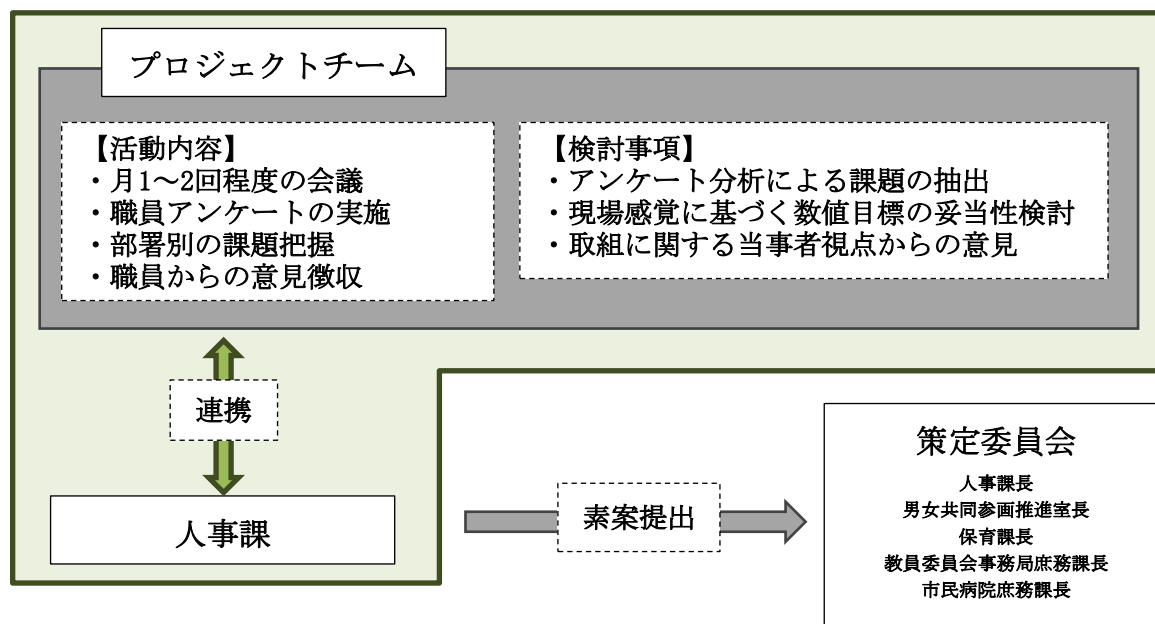 プロジェクトチーム
【活動内容】
・月1～2回程度の会議
・職員アンケートの実施
・部署別の課題把握
・職員からの意見徴収
【検討事項】
・アンケート分析による課題の抽出
・現場感覚に基づく数値目標の妥当性検討
・取組に関する当事者視点からの意見
連携
人事課
素案提出
策定委員会
人事課長
男女共同参画推進室長
保育課長
教員委員会事務局庶務課長
市民病院庶務課長